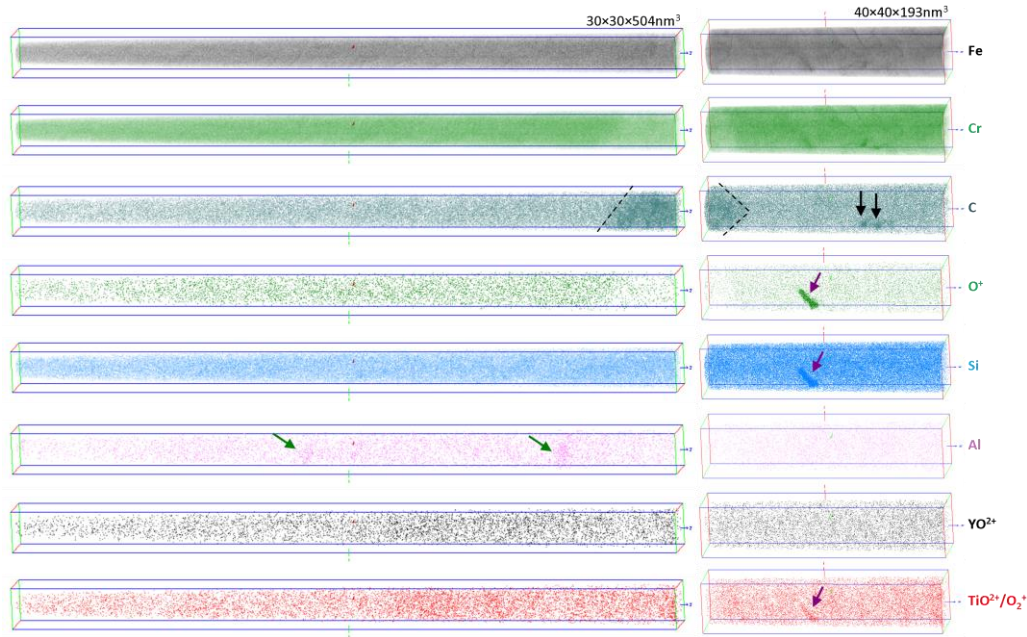 30×30×504nm³
40×40×193nm³
Fe
Cr
C
O⁺
Si
Al
YO²⁺
TiO²⁺/O₂⁺